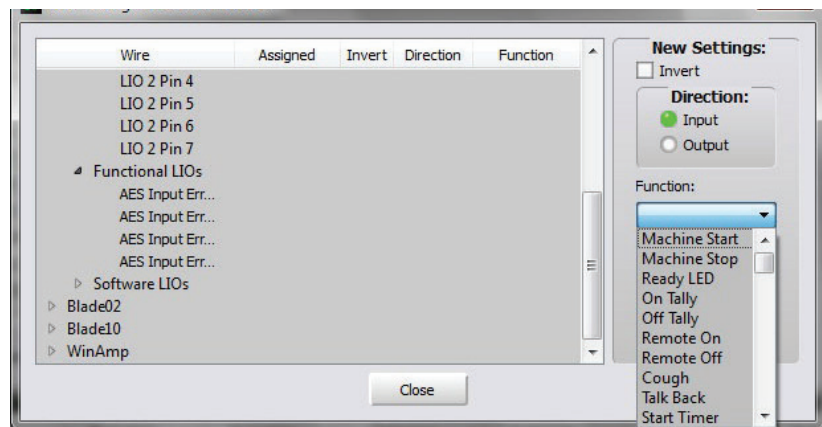 Wire Assigned Invert Direction Function
LIO 2 Pin 4
LIO 2 Pin 5
LIO 2 Pin 6
LIO 2 Pin 7
Functional LIOs
AES Input Err...
AES Input Err...
AES Input Err...
AES Input Err...
Software LIOs
Blade02
Blade10
WinAmp
Close
New Settings:
Invert
Direction:
Input
Output
Function:
Machine Start
Machine Stop
Ready LED
On Tally
Off Tally
Remote On
Remote Off
Cough
Talk Back
Start Timer